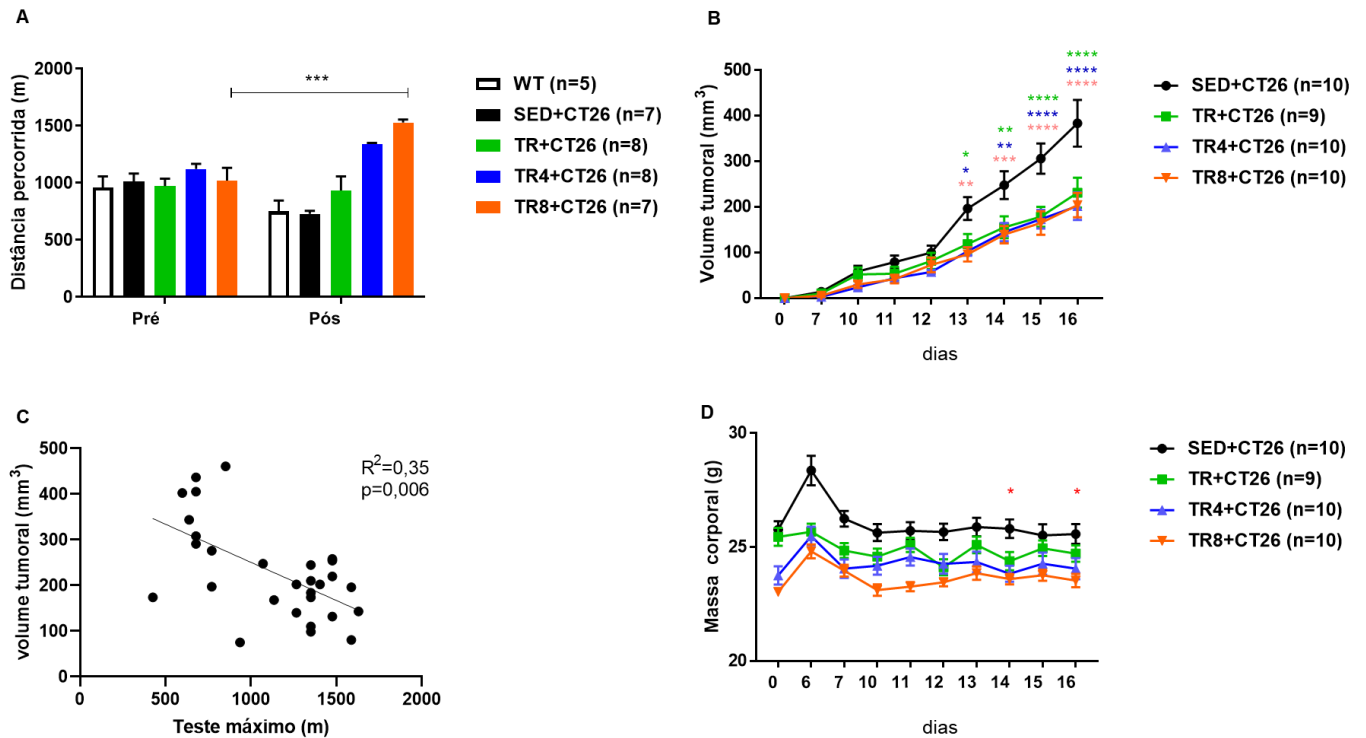 A
Distância percorrida (m)
2000
1500
1000
500
0
Pré
Pós
***
WT (n=5)
SED+CT26 (n=7)
TR+CT26 (n=8)
TR4+CT26 (n=8)
TR8+CT26 (n=7)
B
Volume tumoral (mm³)
500
400
300
200
100
0
0 7 10 11 12 13 14 15 16
dias
*
*
**
**
**
***
****
****
****
****
****
****
SED+CT26 (n=10)
TR+CT26 (n=9)
TR4+CT26 (n=10)
TR8+CT26 (n=10)
C
volume tumoral (mm³)
500
400
300
200
100
0
0 500 1000 1500 2000
Teste máximo (m)
R²=0,35
p=0,006
D
Massa corporal (g)
30
25
20
0 6 7 10 11 12 13 14 15 16
dias
* *
SED+CT26 (n=10)
TR+CT26 (n=9)
TR4+CT26 (n=10)
TR8+CT26 (n=10)